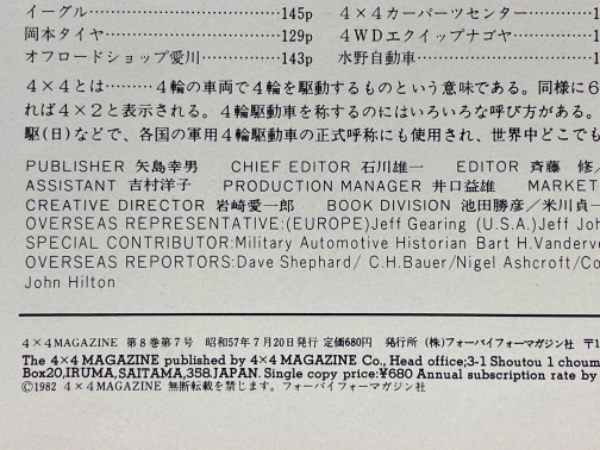 イーグル……………………………145p 4×4カーパーツセンター…………1
岡本タイヤ…………………………129p 4WDエクイップナゴヤ……………1
オフロードショップ愛川……………143p 水野自動車…………………………1
4×4とは………4輪の車両で4輪を駆動するものという意味である。同様に6
れば4×2と表示される。4輪駆動車を称するのにはいろいろな呼び方がある。
駆(日)などで、各国の軍用4輪駆動車の正式呼称にも使用され、世界中どこでも
PUBLISHER 矢島幸男 CHIEF EDITOR 石川雄一 EDITOR 斉藤 修/
ASSISTANT 吉村洋子 PRODUCTION MANAGER 井口益雄 MARKET
CREATIVE DIRECTOR 岩崎愛一郎 BOOK DIVISION 池田勝彦/米川貞一
OVERSEAS REPRESENTATIVE:(EUROPE)Jeff Gearing (U.S.A.)Jeff Joh
SPECIAL CONTRIBUTOR:Military Automotive Historian Bart H.Vanderve
OVERSEAS REPORTORS:Dave Shephard/ C.H.Bauer/Nigel Ashcroft/Co
John Hilton
4×4MAGAZINE 第8巻第7号 昭和57年7月20日発行 定価680円 発行所 (株)フォーバイフォーマガジン社 〒1
The 4×4 MAGAZINE published by 4×4 MAGAZINE Co., Head office;3-1 Shoutou 1 choum
Box20,IRUMA,SAITAMA,358.JAPAN. Single copy price:¥680 Annual subscription rate by
©1982 4×4MAGAZINE 無断転載を禁じます。フォーバイフォーマガジン社